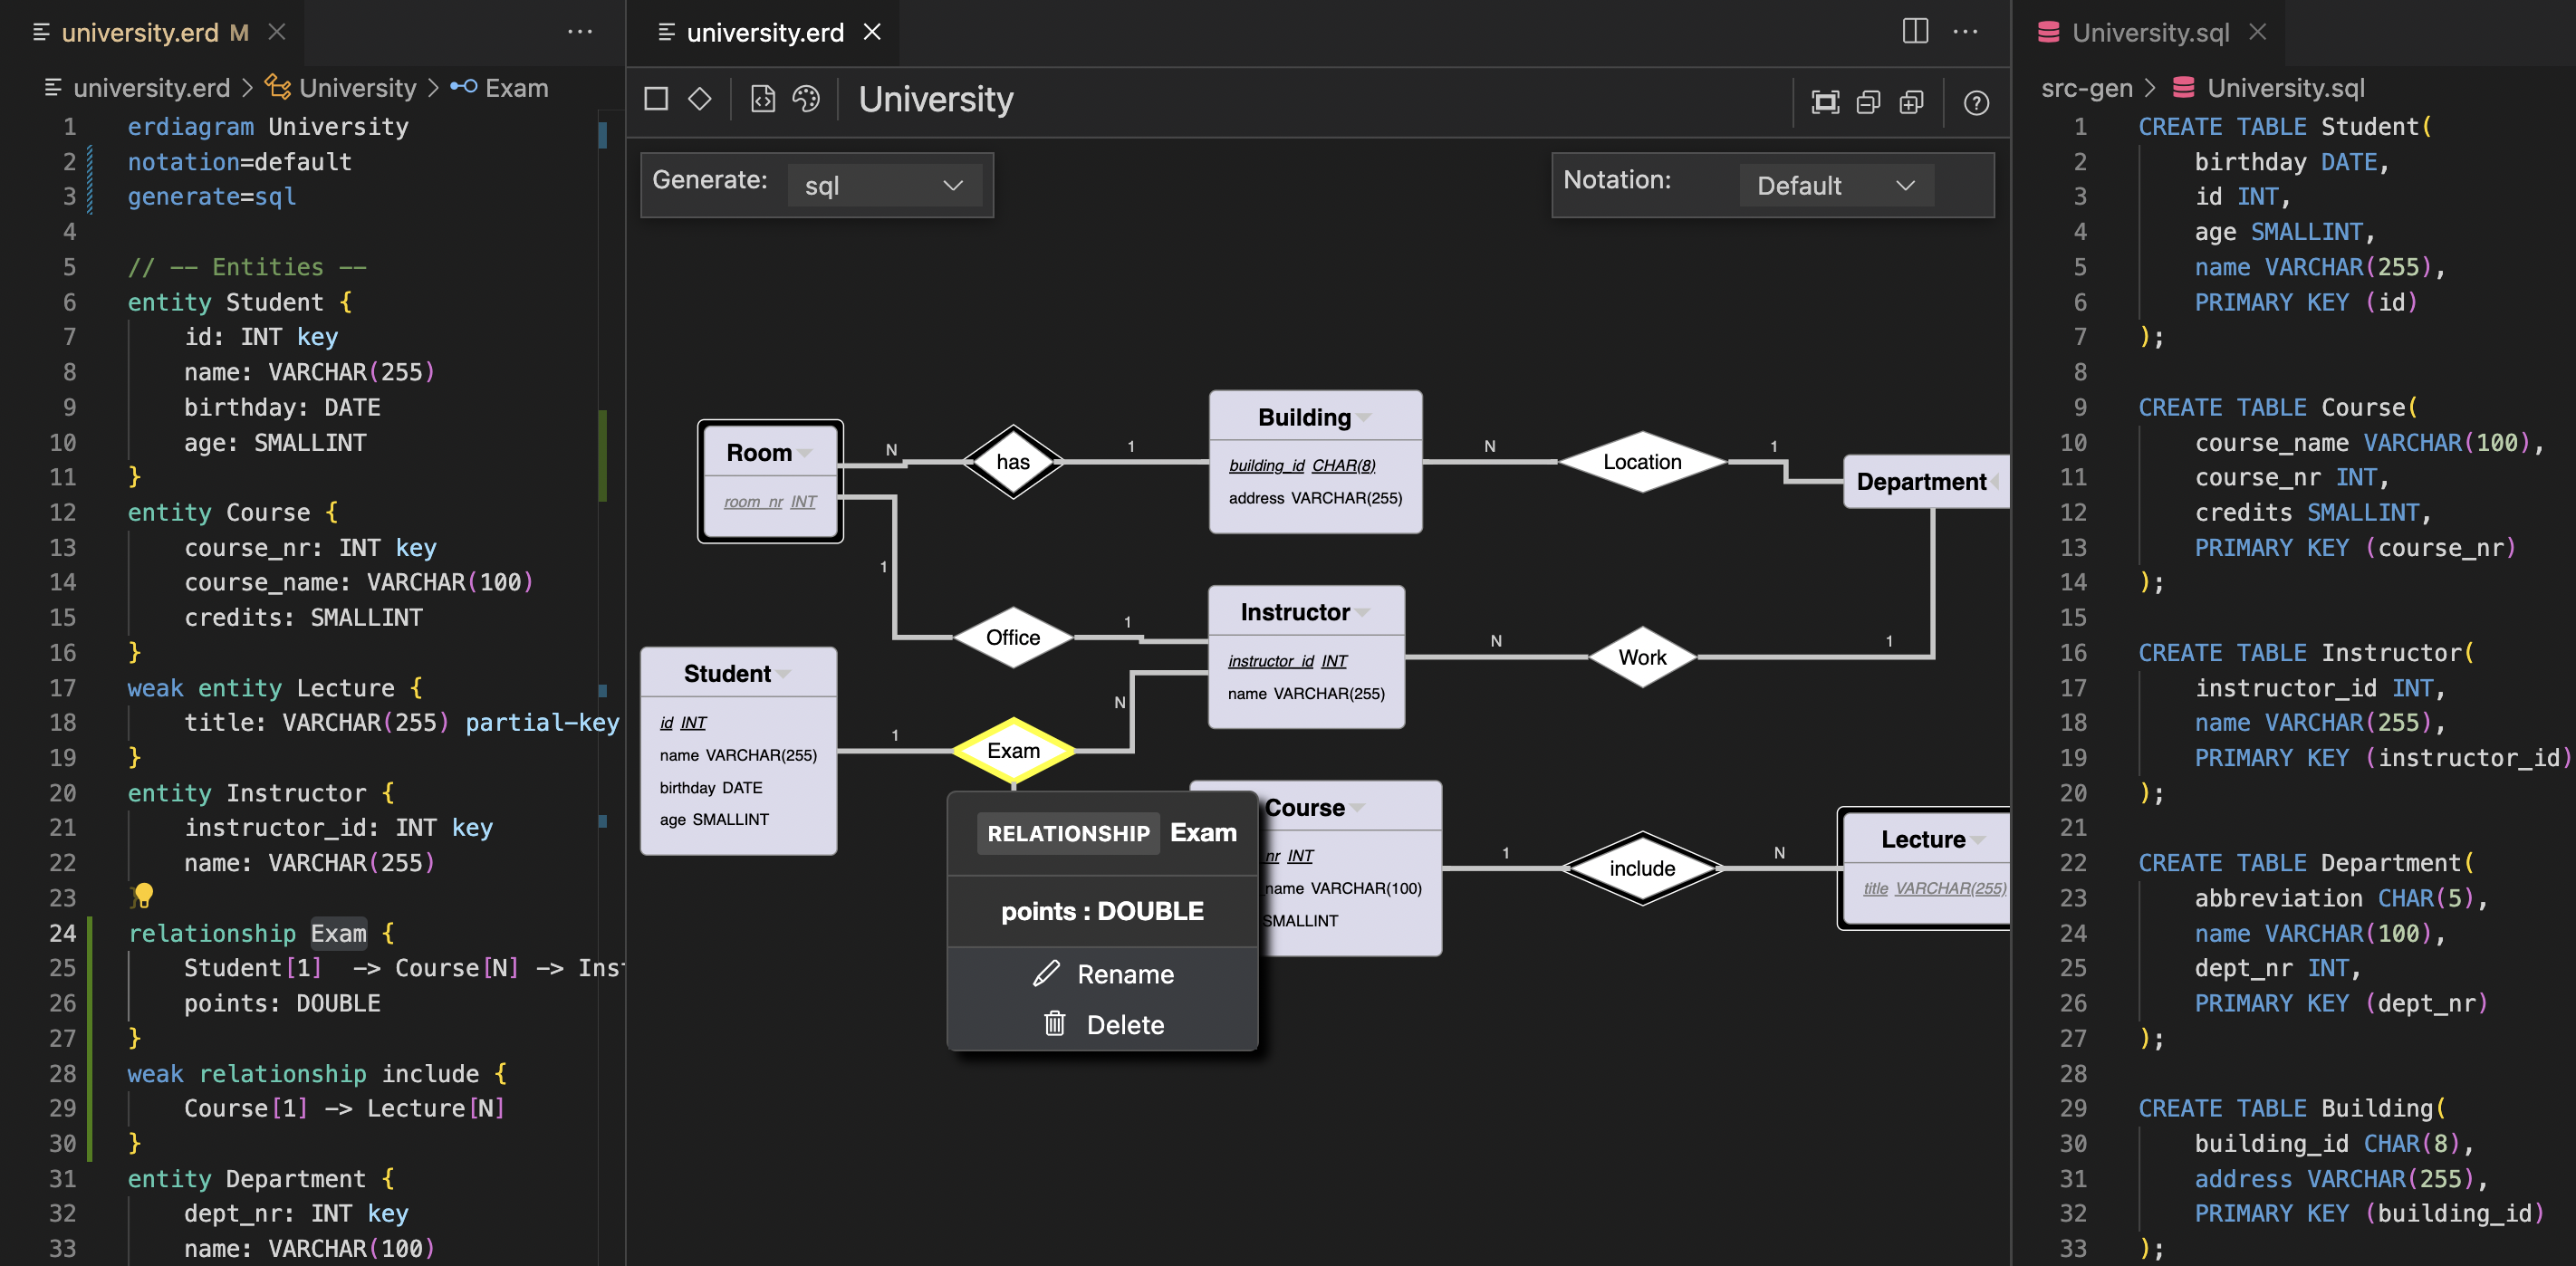 university.erd M
university.erd > University > Exam
1 erdiagram University
2 notation=default
3 generate=sql
4
5 // -- Entities --
6 entity Student {
7 id: INT key
8 name: VARCHAR(255)
9 birthday: DATE
10 age: SMALLINT
11 }
12 entity Course {
13 course_nr: INT key
14 course_name: VARCHAR(100)
15 credits: SMALLINT
16 }
17 weak entity Lecture {
18 title: VARCHAR(255) partial-key
19 }
20 entity Instructor {
21 instructor_id: INT key
22 name: VARCHAR(255)
23 }
24 relationship Exam {
25 Student[1] -> Course[N] -> Ins
26 points: DOUBLE
27 }
28 weak relationship include {
29 Course[1] -> Lecture[N]
30 }
31 entity Department {
32 dept_nr: INT key
33 name: VARCHAR(100)
university.erd
University
Generate: sql
Notation: Default
Room
room_nr INT
N
has
1
Building
building_id CHAR(8)
address VARCHAR(255)
N
Location
1
Department
1
Office
1
Instructor
instructor_id INT
name VARCHAR(255)
N
Work
1
Student
id INT
name VARCHAR(255)
birthday DATE
age SMALLINT
1
Exam
N
RELATIONSHIP Exam
points : DOUBLE
Rename
Delete
Course
nr INT
name VARCHAR(100)
SMALLINT
1
include
N
Lecture
title VARCHAR(255)
University.sql
src-gen > University.sql
1 CREATE TABLE Student(
2 birthday DATE,
3 id INT,
4 age SMALLINT,
5 name VARCHAR(255),
6 PRIMARY KEY (id)
7 );
8
9 CREATE TABLE Course(
10 course_name VARCHAR(100),
11 course_nr INT,
12 credits SMALLINT,
13 PRIMARY KEY (course_nr)
14 );
15
16 CREATE TABLE Instructor(
17 instructor_id INT,
18 name VARCHAR(255),
19 PRIMARY KEY (instructor_id)
20 );
21
22 CREATE TABLE Department(
23 abbreviation CHAR(5),
24 name VARCHAR(100),
25 dept_nr INT,
26 PRIMARY KEY (dept_nr)
27 );
28
29 CREATE TABLE Building(
30 building_id CHAR(8),
31 address VARCHAR(255),
32 PRIMARY KEY (building_id)
33 );